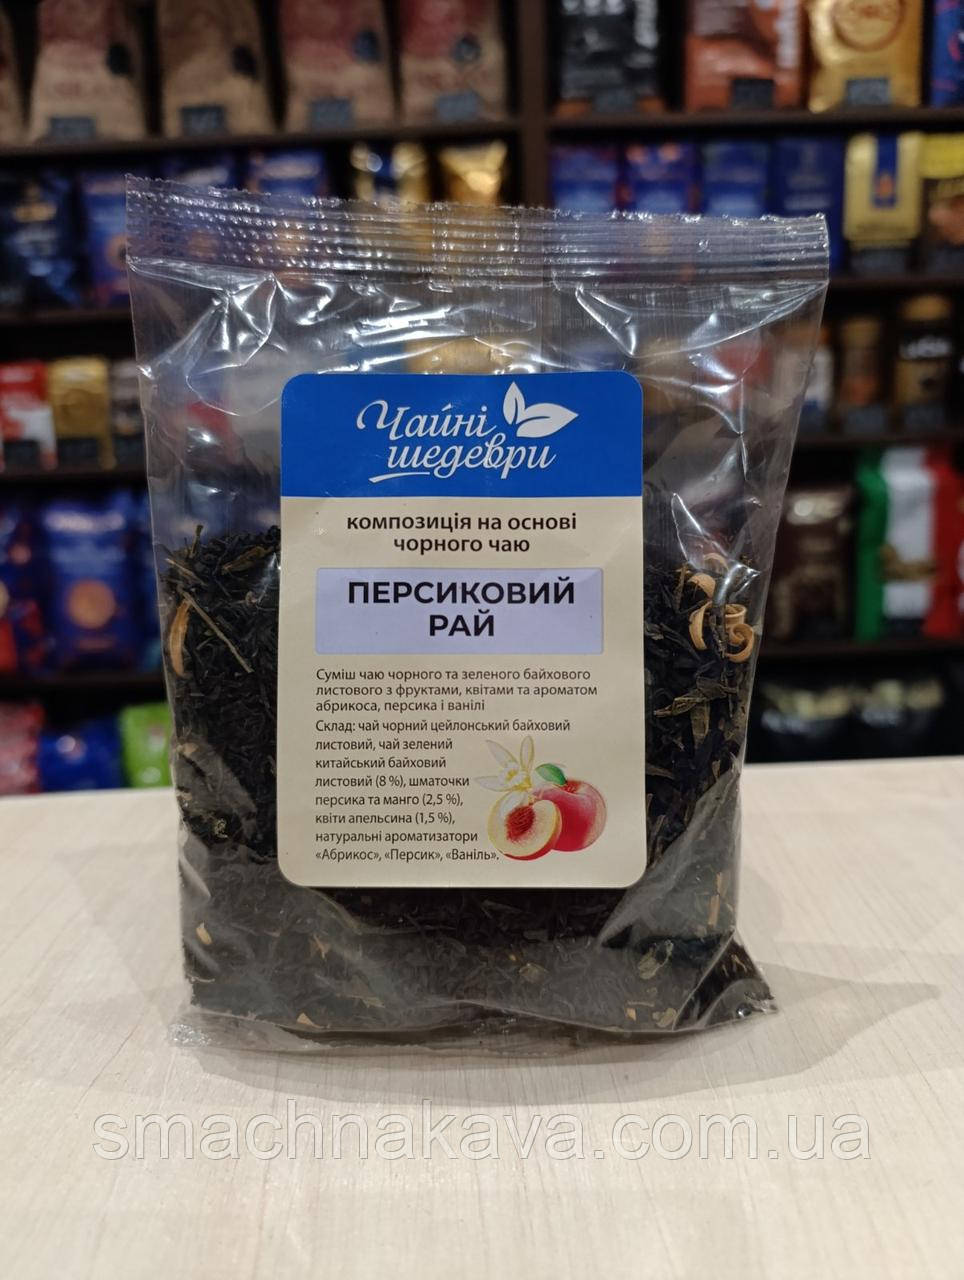 Чайні
шедеври
композиція на основі
чорного чаю
ПЕРСИКОВИЙ
РАЙ
Суміш чаю чорного та зеленого байхового
листового з фруктами, квітами та ароматом
абрикоса, персика і ванілі
Склад: чай чорний цейлонський байховий
листовий, чай зелений
китайський байховий
листовий (8 %), шматочки
персика та манго (2,5 %),
квіти апельсина (1,5 %),
натуральні ароматизатори
«Абрикос», «Персик», «Ваніль».
smachnakava.com.ua